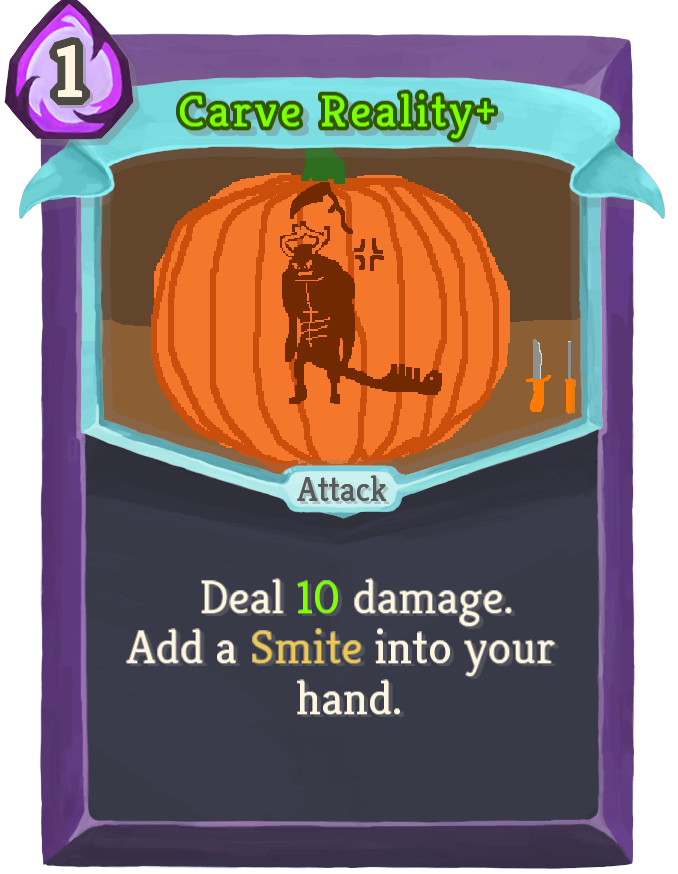 1
Carve Reality+
Attack
Deal 10 damage.
Add a Smite into your
hand.